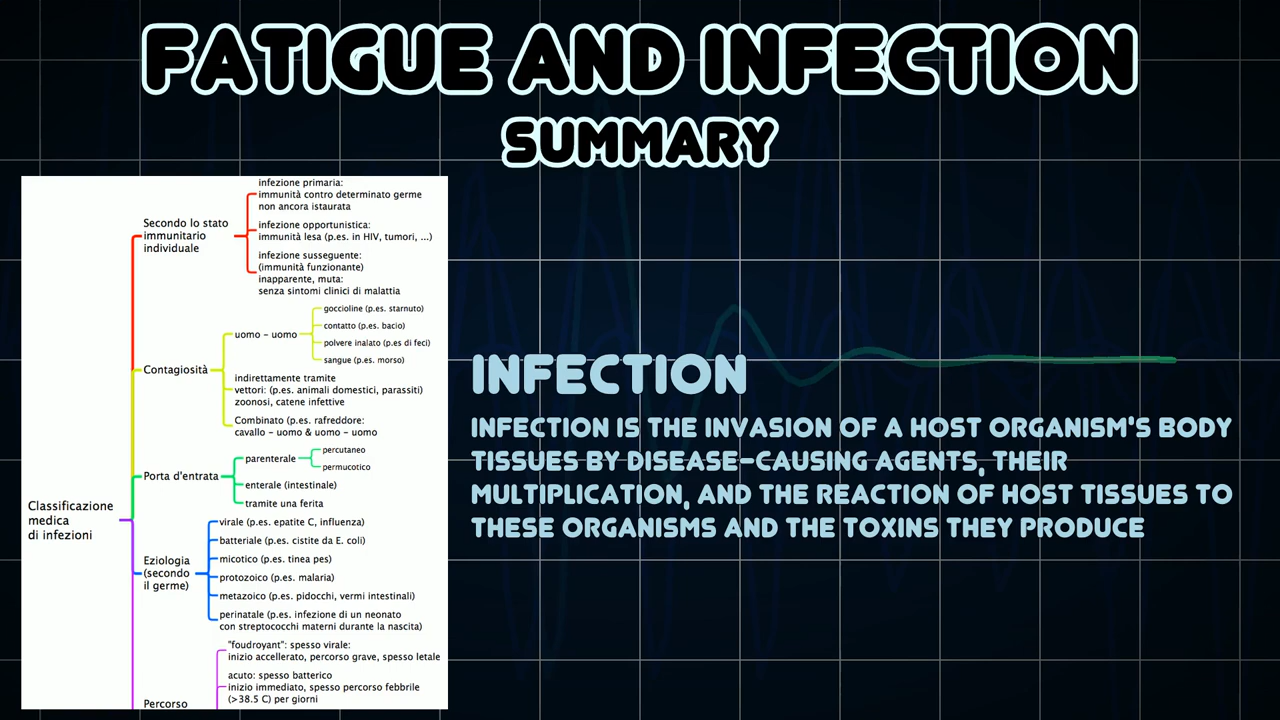 FATIGUE AND INFECTION
SUMMARY
infezione primaria:
immunità contro determinato germe
non ancora istaurata
Secondo lo stato
immunitario
individuale
infezione opportunistica:
immunità lesa (p.es. in HIV, tumori, ...)
infezione susseguente:
(immunità funzionante)
inapparente, muta:
senza sintomi clinici di malattia
goccioline (p.es. starnuto)
contatto (p.es. bacio)
uomo – uomo
polvere inalato (p.es di feci)
sangue (p.es. morso)
Contagiosità
indirettamente tramite
vettori: (p.es. animali domestici, parassiti)
zoonosi, catene infettive
Combinato (p.es. rafreddore:
cavallo – uomo & uomo – uomo
percutaneo
parenterale
permucotico
Porta d'entrata
enterale (intestinale)
tramite una ferita
Classificazione
medica
di infezioni
virale (p.es. epatite C, influenza)
batteriale (p.es. cistite da E. coli)
micotico (p.es. tinea pes)
Eziologia
(secondo
il germe)
protozoico (p.es. malaria)
metazoico (p.es. pidocchi, vermi intestinali)
perinatale (p.es. infezione di un neonato
con streptococchi materni durante la nascita)
"foudroyant": spesso virale:
inizio accellerato, percorso grave, spesso letale
acuto: spesso batterico
inizio immediato, spesso percorso febbrile
(>38.5 C) per giorni
Percorso
INFECTION
INFECTION IS THE INVASION OF A HOST ORGANISM'S BODY
TISSUES BY DISEASE-CAUSING AGENTS, THEIR
MULTIPLICATION, AND THE REACTION OF HOST TISSUES TO
THESE ORGANISMS AND THE TOXINS THEY PRODUCE